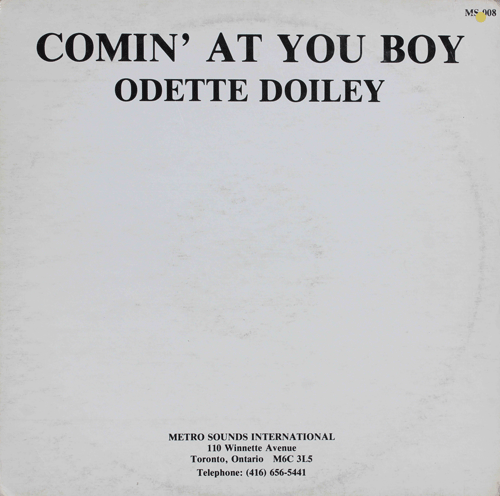 MS-008
COMIN' AT YOU BOY
ODETTE DOILEY
METRO SOUNDS INTERNATIONAL
110 Winnette Avenue
Toronto, Ontario M6C 3L5
Telephone: (416) 656-5441